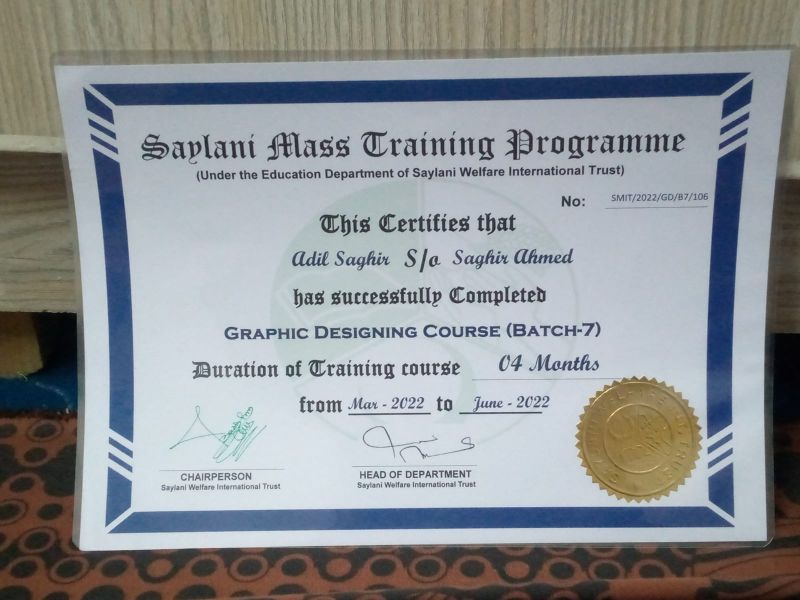 Saylani Mass Training Programme
(Under the Education Department of Saylani Welfare International Trust)
No: SMIT/2022/GD/B7/106
This Certifies that
Adil Saghir S/o Saghir Ahmed
has successfully Completed
GRAPHIC DESIGNING COURSE (BATCH-7)
Duration of Training course 04 Months
from Mar - 2022 to June - 2022
CHAIRPERSON
Saylani Welfare International Trust
HEAD OF DEPARTMENT
Saylani Welfare International Trust